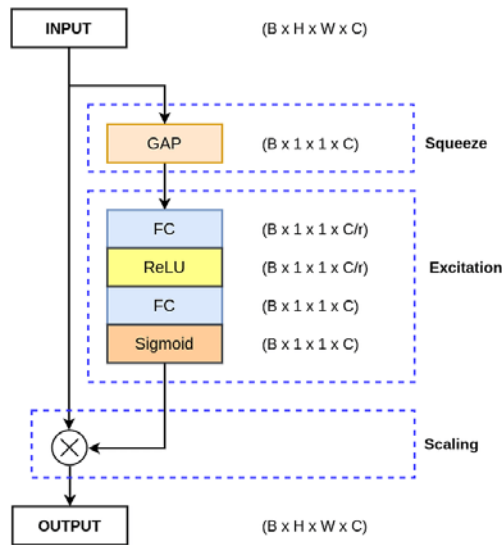 INPUT (B x H x W x C)
GAP (B x 1 x 1 x C) Squeeze
FC (B x 1 x 1 x C/r)
ReLU (B x 1 x 1 x C/r) Excitation
FC (B x 1 x 1 x C)
Sigmoid (B x 1 x 1 x C)
Scaling
OUTPUT (B x H x W x C)